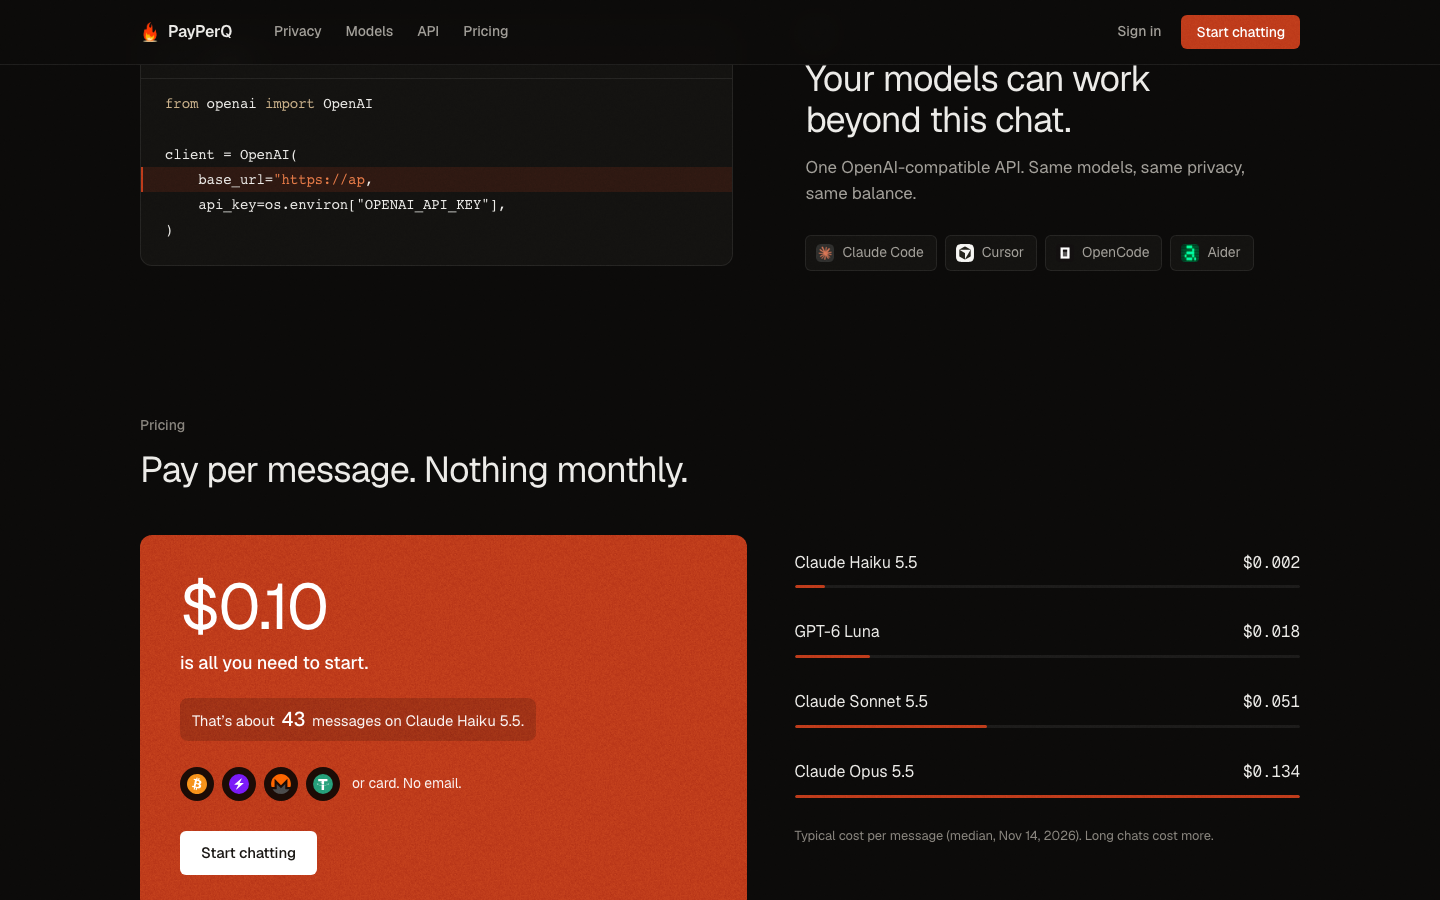 PayPerQ
Privacy
Models
API
Pricing
Sign in
Start chatting
from openai import OpenAI
client = OpenAI(
base_url="https://ap,
api_key=os.environ["OPENAI_API_KEY"],
)
Your models can work
beyond this chat.
One OpenAI-compatible API. Same models, same privacy,
same balance.
Claude Code
Cursor
OpenCode
Aider
Pricing
Pay per message. Nothing monthly.
$0.10
is all you need to start.
That's about 43 messages on Claude Haiku 5.5.
or card. No email.
Start chatting
Claude Haiku 5.5 $0.002
GPT-6 Luna $0.018
Claude Sonnet 5.5 $0.051
Claude Opus 5.5 $0.134
Typical cost per message (median, Nov 14, 2026). Long chats cost more.